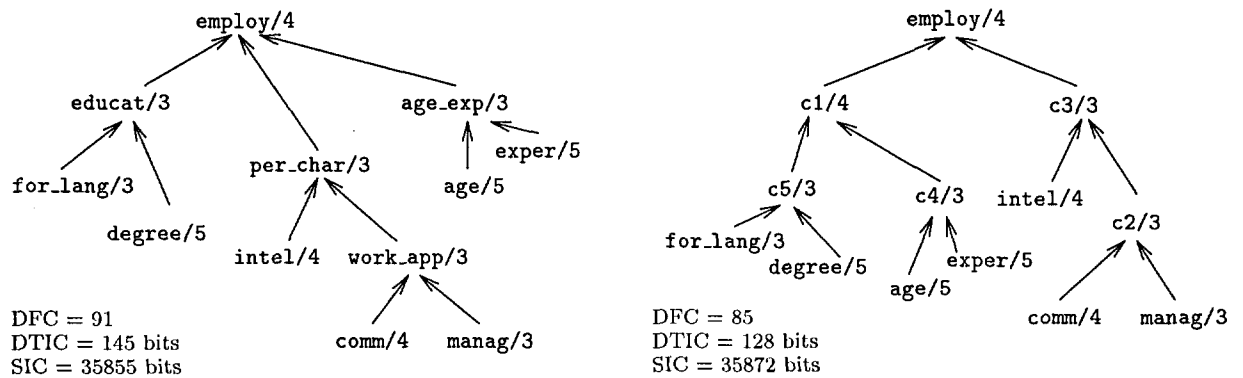 employ/4
educat/3
age_exp/3
per_char/3
exper/5
for_lang/3
age/5
degree/5
intel/4
work_app/3
comm/4
manag/3
DFC = 91
DTIC = 145 bits
SIC = 35855 bits
employ/4
c1/4
c3/3
c5/3
c4/3
intel/4
c2/3
for_lang/3
degree/5
exper/5
age/5
comm/4
manag/3
DFC = 85
DTIC = 128 bits
SIC = 35872 bits